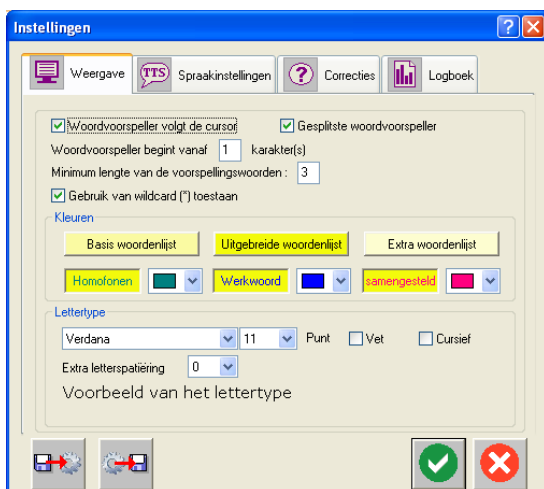 Instellingen
Weergave TTS Spraakinstellingen ? Correcties Logboek
Woordvoorspeller volgt de cursor Gesplitste woordvoorspeller
Woordvoorspeller begint vanaf 1 karakter(s)
Minimum lengte van de voorspellingswoorden : 3
Gebruik van wildcard (*) toestaan
Kleuren
Basis woordenlijst Uitgebreide woordenlijst Extra woordenlijst
Homofonen Werkwoord samengesteld
Lettertype
Verdana 11 Punt Vet Cursief
Extra letterspatiëring 0
Voorbeeld van het lettertype